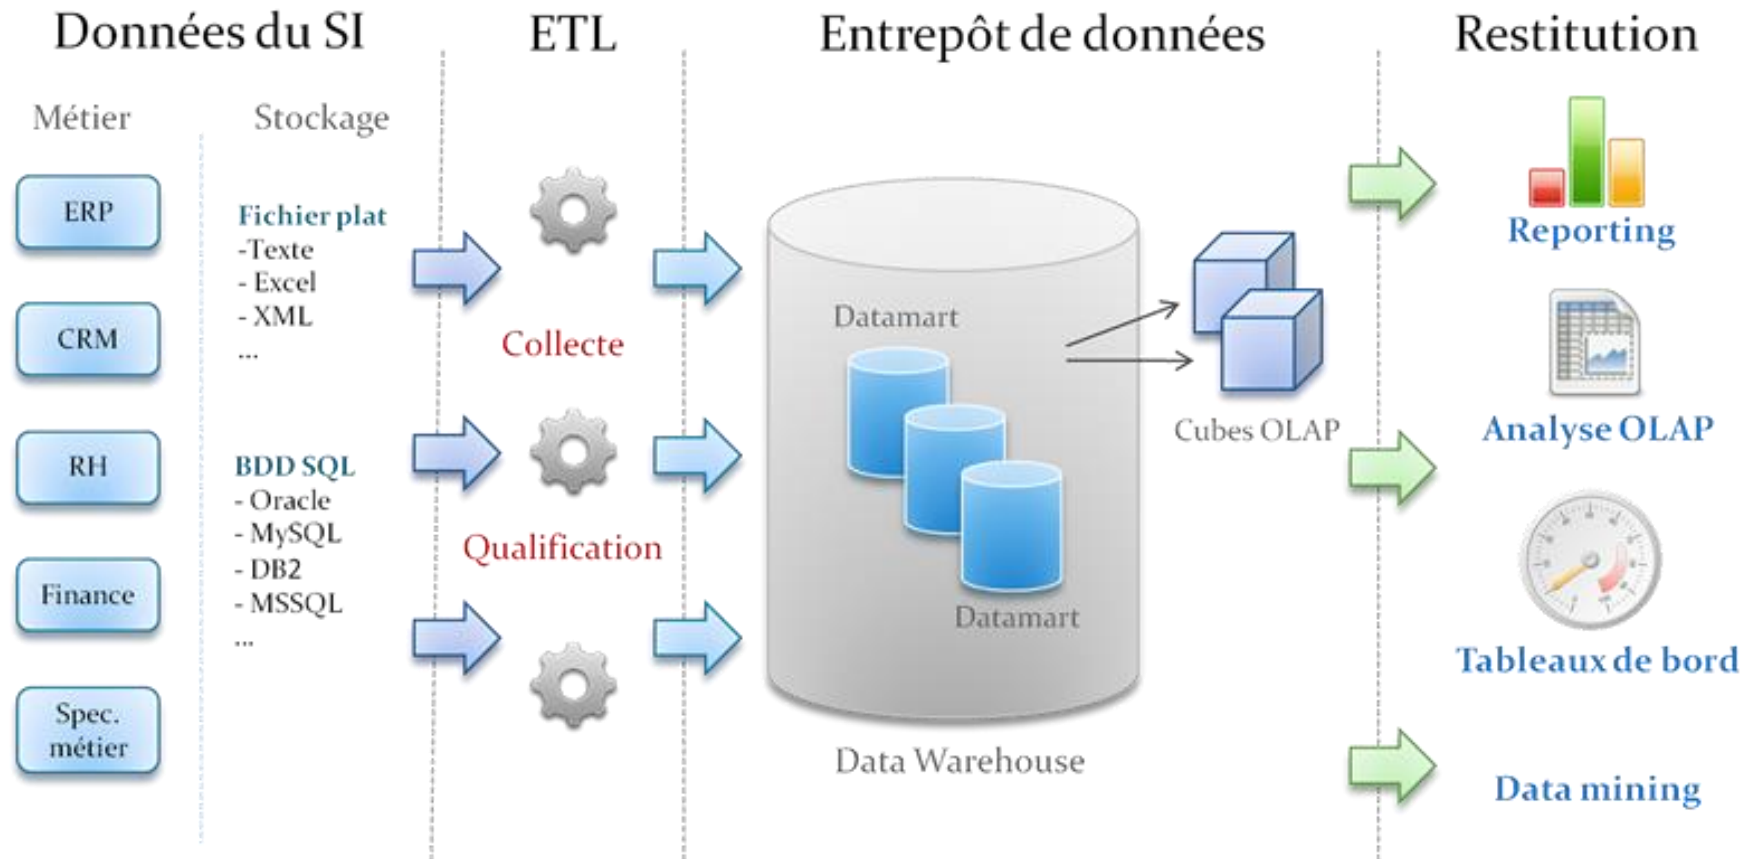 Données du SI
ETL
Entrepôt de données
Restitution
Métier
Stockage
ERP
CRM
RH
Finance
Spec.
métier
Fichier plat
-Texte
- Excel
- XML
...
BDD SQL
- Oracle
- MySQL
- DB2
- MSSQL
...
Collecte
Qualification
Datamart
Datamart
Data Warehouse
Cubes OLAP
Reporting
Analyse OLAP
Tableaux de bord
Data mining